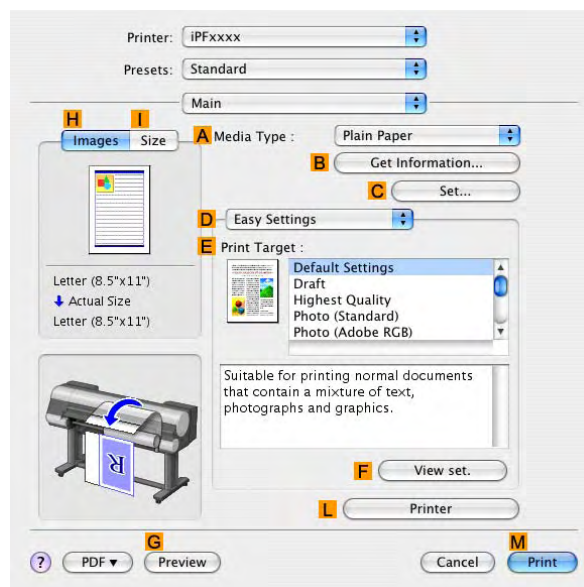 Printer: iPFxxxx
Presets: Standard
Main
H I
Images Size
A Media Type : Plain Paper
B Get Information...
C Set...
D Easy Settings
E Print Target :
Default Settings
Draft
Highest Quality
Photo (Standard)
Photo (Adobe RGB)
Letter (8.5"x11")
Actual Size
Letter (8.5"x11")
Suitable for printing normal documents
that contain a mixture of text,
photographs and graphics.
R
F View set.
L Printer
G M
? PDF Preview Cancel Print